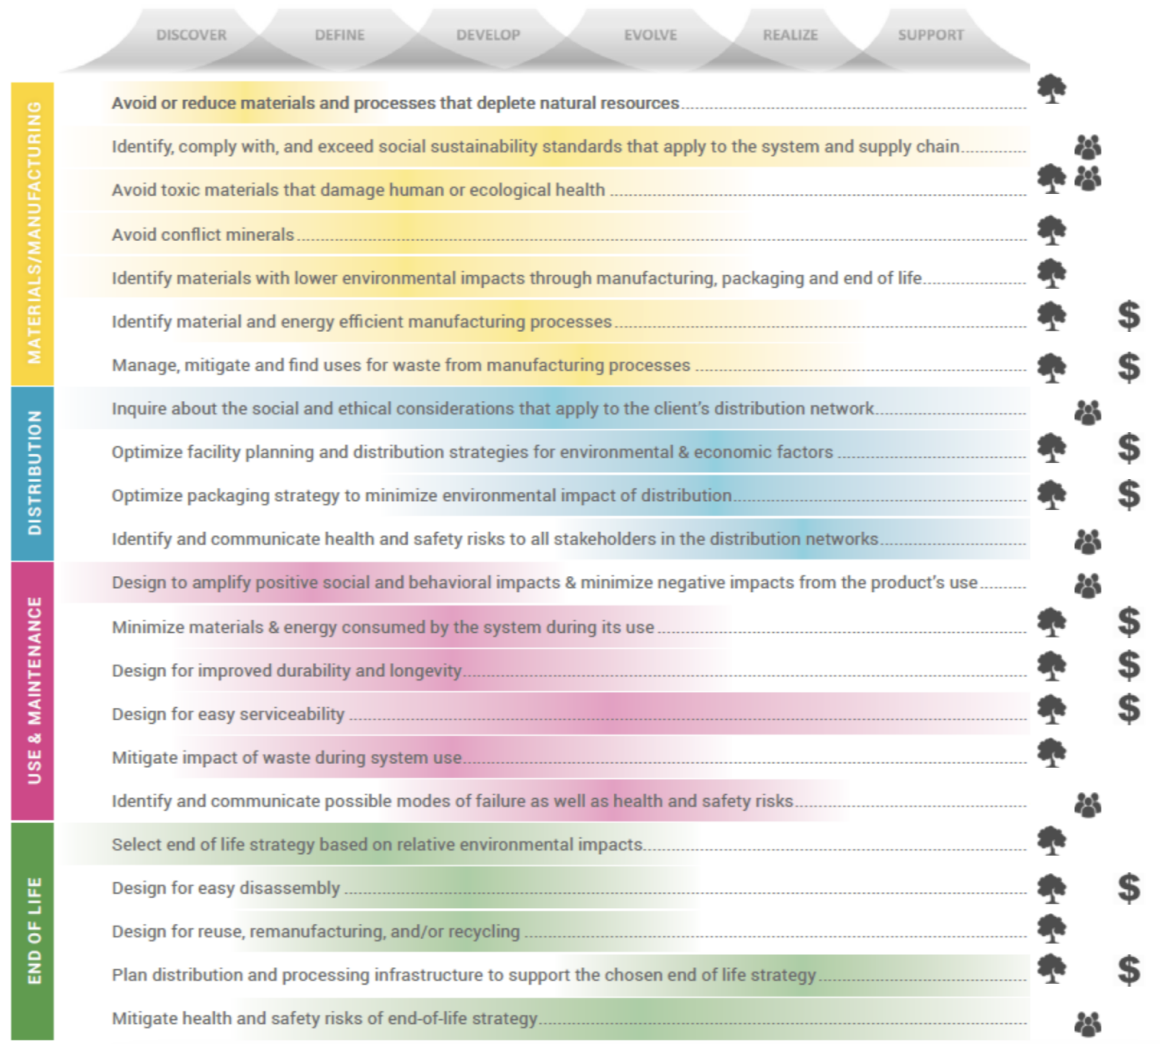 DISCOVER DEFINE DEVELOP EVOLVE REALIZE SUPPORT
MATERIALS/MANUFACTURING
Avoid or reduce materials and processes that deplete natural resources
Identify, comply with, and exceed social sustainability standards that apply to the system and supply chain
Avoid toxic materials that damage human or ecological health
Avoid conflict minerals
Identify materials with lower environmental impacts through manufacturing, packaging and end of life
Identify material and energy efficient manufacturing processes $
Manage, mitigate and find uses for waste from manufacturing processes $
DISTRIBUTION
Inquire about the social and ethical considerations that apply to the client's distribution network
Optimize facility planning and distribution strategies for environmental & economic factors $
Optimize packaging strategy to minimize environmental impact of distribution $
Identify and communicate health and safety risks to all stakeholders in the distribution networks
USE & MAINTENANCE
Design to amplify positive social and behavioral impacts & minimize negative impacts from the product's use
Minimize materials & energy consumed by the system during its use $
Design for improved durability and longevity $
Design for easy serviceability $
Mitigate impact of waste during system use
Identify and communicate possible modes of failure as well as health and safety risks
END OF LIFE
Select end of life strategy based on relative environmental impacts
Design for easy disassembly $
Design for reuse, remanufacturing, and/or recycling
Plan distribution and processing infrastructure to support the chosen end of life strategy $
Mitigate health and safety risks of end-of-life strategy